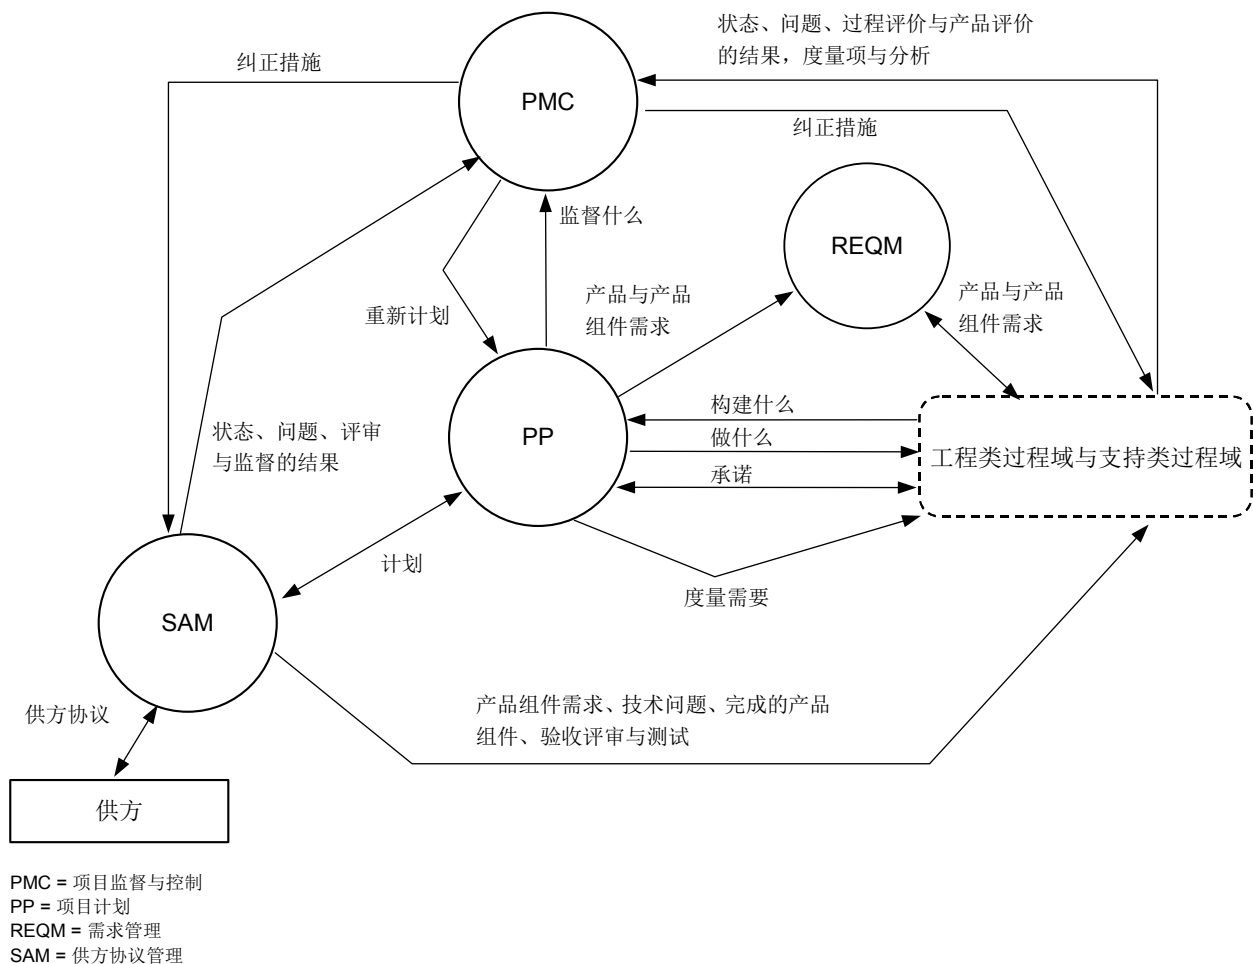 状态、问题、过程评价与产品评价
的结果，度量项与分析
纠正措施
PMC
纠正措施
监督什么
REQM
产品与产品
组件需求
产品与产品
组件需求
重新计划
构建什么
PP
做什么
状态、问题、评审
与监督的结果
工程类过程域与支持类过程域
承诺
计划
度量需要
SAM
产品组件需求、技术问题、完成的产品
组件、验收评审与测试
供方协议
供方
PMC = 项目监督与控制
PP = 项目计划
REQM = 需求管理
SAM = 供方协议管理